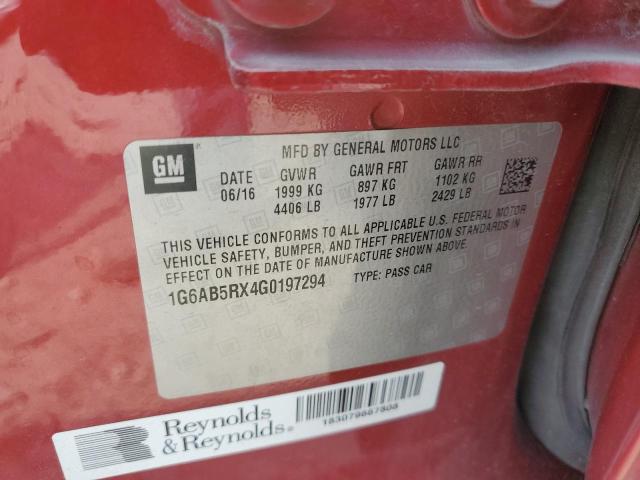 GM
MFD BY GENERAL MOTORS LLC
DATE GVWR GAWR FRT GAWR RR
06/16 1999 KG 897 KG 1102 KG
4406 LB 1977 LB 2429 LB
THIS VEHICLE CONFORMS TO ALL APPLICABLE U.S. FEDERAL MOTOR
VEHICLE SAFETY, BUMPER, AND THEFT PREVENTION STANDARDS IN
EFFECT ON THE DATE OF MANUFACTURE SHOWN ABOVE.
1G6AB5RX4G0197294 TYPE: PASS CAR
Reynolds
& Reynolds®